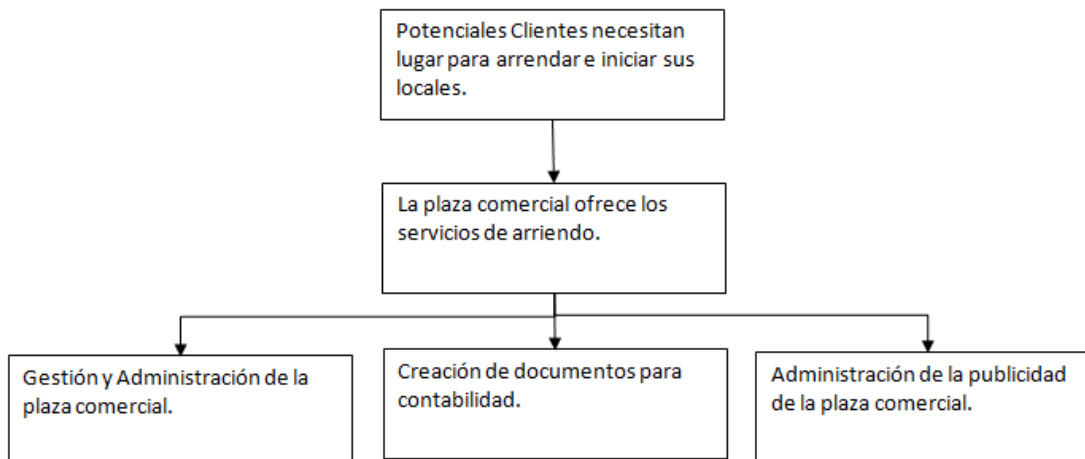 Potenciales Clientes necesitan
lugar para arrendar e iniciar sus
locales.
La plaza comercial ofrece los
servicios de arriendo.
Gestión y Administración de la
plaza comercial.
Creación de documentos para
contabilidad.
Administración de la publicidad
de la plaza comercial.